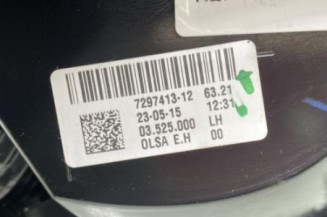 7297413-12 63.21
23-05-15 12:31
03.525.000 LH
OLSA E.H 00